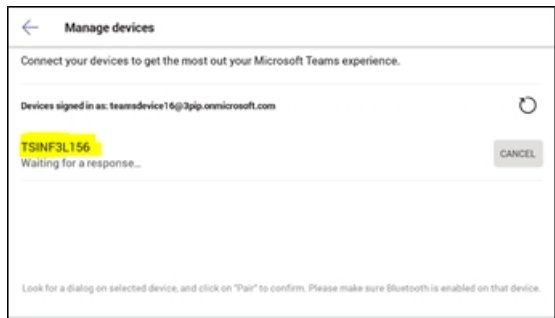 Manage devices
Connect your devices to get the most out your Microsoft Teams experience.
Devices signed in as: teamsdevice16@3pip.onmicrosoft.com
TSINF3L156
Waiting for a response...
CANCEL
Look for a dialog on selected device, and click on "Pair" to confirm. Please make sure Bluetooth is enabled on that device.